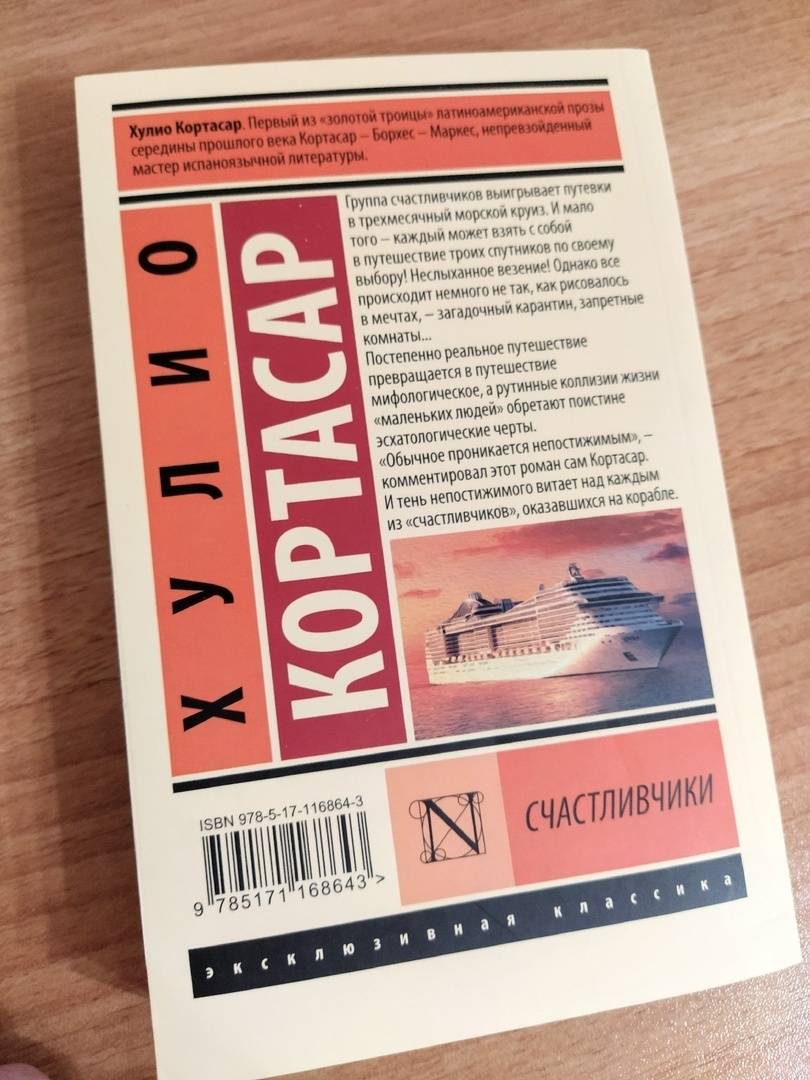 Хулио Кортасар. Первый из «золотой троицы» латиноамериканской прозы
середины прошлого века Кортасар – Борхес – Маркес, непревзойденный
мастер испаноязычной литературы.
ХУЛИО
КОРТАСАР
Группа счастливчиков выигрывает путевки
в трехмесячный морской круиз. И мало
того – каждый может взять с собой
в путешествие троих спутников по своему
выбору! Неслыханное везение! Однако все
происходит немного не так, как рисовалось
в мечтах, – загадочный карантин, запретные
комнаты...
Постепенно реальное путешествие
превращается в путешествие
мифологическое, а рутинные коллизии жизни
«маленьких людей» обретают поистине
эсхатологические черты.
«Обычное проникается непостижимым», –
комментировал этот роман сам Кортасар.
И тень непостижимого витает над каждым
из «счастливчиков», оказавшихся на корабле.
ISBN 978-5-17-116864-3
9 785171 168643 >
N
СЧАСТЛИВЧИКИ
эксклюзивная классика